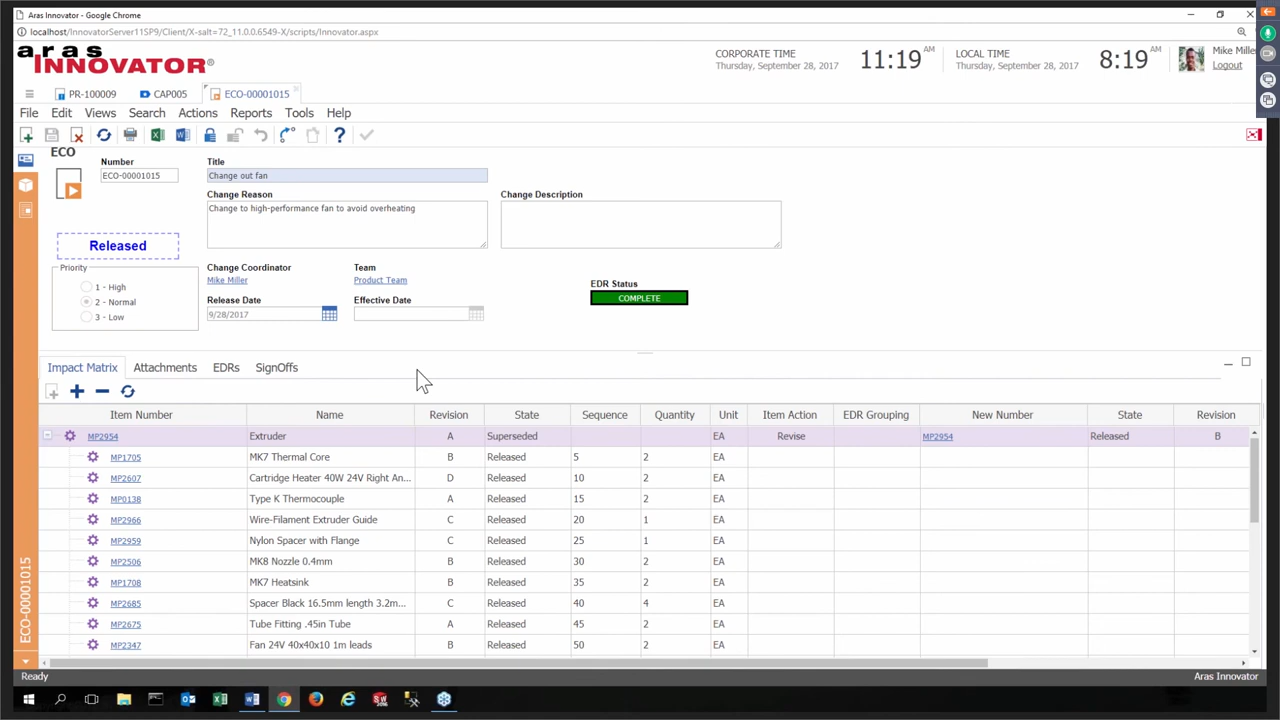 Aras Innovator - Google Chrome
localhost/InnovatorServer11SP9/Client/X-salt=72_11.0.0.6549-X/scripts/Innovator.aspx
aras
INNOVATOR®
CORPORATE TIME
Thursday, September 28, 2017
11:19 AM
LOCAL TIME
Thursday, September 28, 2017
8:19 AM
Mike Miller
Logout
PR-100009 CAP005 ECO-00001015
File Edit Views Search Actions Reports Tools Help
ECO
Number
ECO-00001015
Title
Change out fan
Change Reason
Change to high-performance fan to avoid overheating
Change Description
Released
Priority
1 - High
2 - Normal
3 - Low
Change Coordinator
Mike Miller
Team
Product Team
Release Date
9/28/2017
Effective Date
EDR Status
COMPLETE
Impact Matrix Attachments EDRs SignOffs
Item Number Name Revision State Sequence Quantity Unit Item Action EDR Grouping New Number State Revision
MP2954 Extruder A Superseded EA Revise MP2954 Released B
MP1705 MK7 Thermal Core B Released 5 2 EA
MP2607 Cartridge Heater 40W 24V Right An... D Released 10 2 EA
MP0138 Type K Thermocouple A Released 15 2 EA
MP2966 Wire-Filament Extruder Guide C Released 20 1 EA
MP2959 Nylon Spacer with Flange C Released 25 1 EA
MP2506 MK8 Nozzle 0.4mm B Released 30 2 EA
MP1708 MK7 Heatsink B Released 35 2 EA
MP2685 Spacer Black 16.5mm length 3.2m... C Released 40 4 EA
MP2675 Tube Fitting .45in Tube A Released 45 2 EA
MP2347 Fan 24V 40x40x10 1m leads B Released 50 2 EA
ECO-00001015
Ready
Aras Innovator